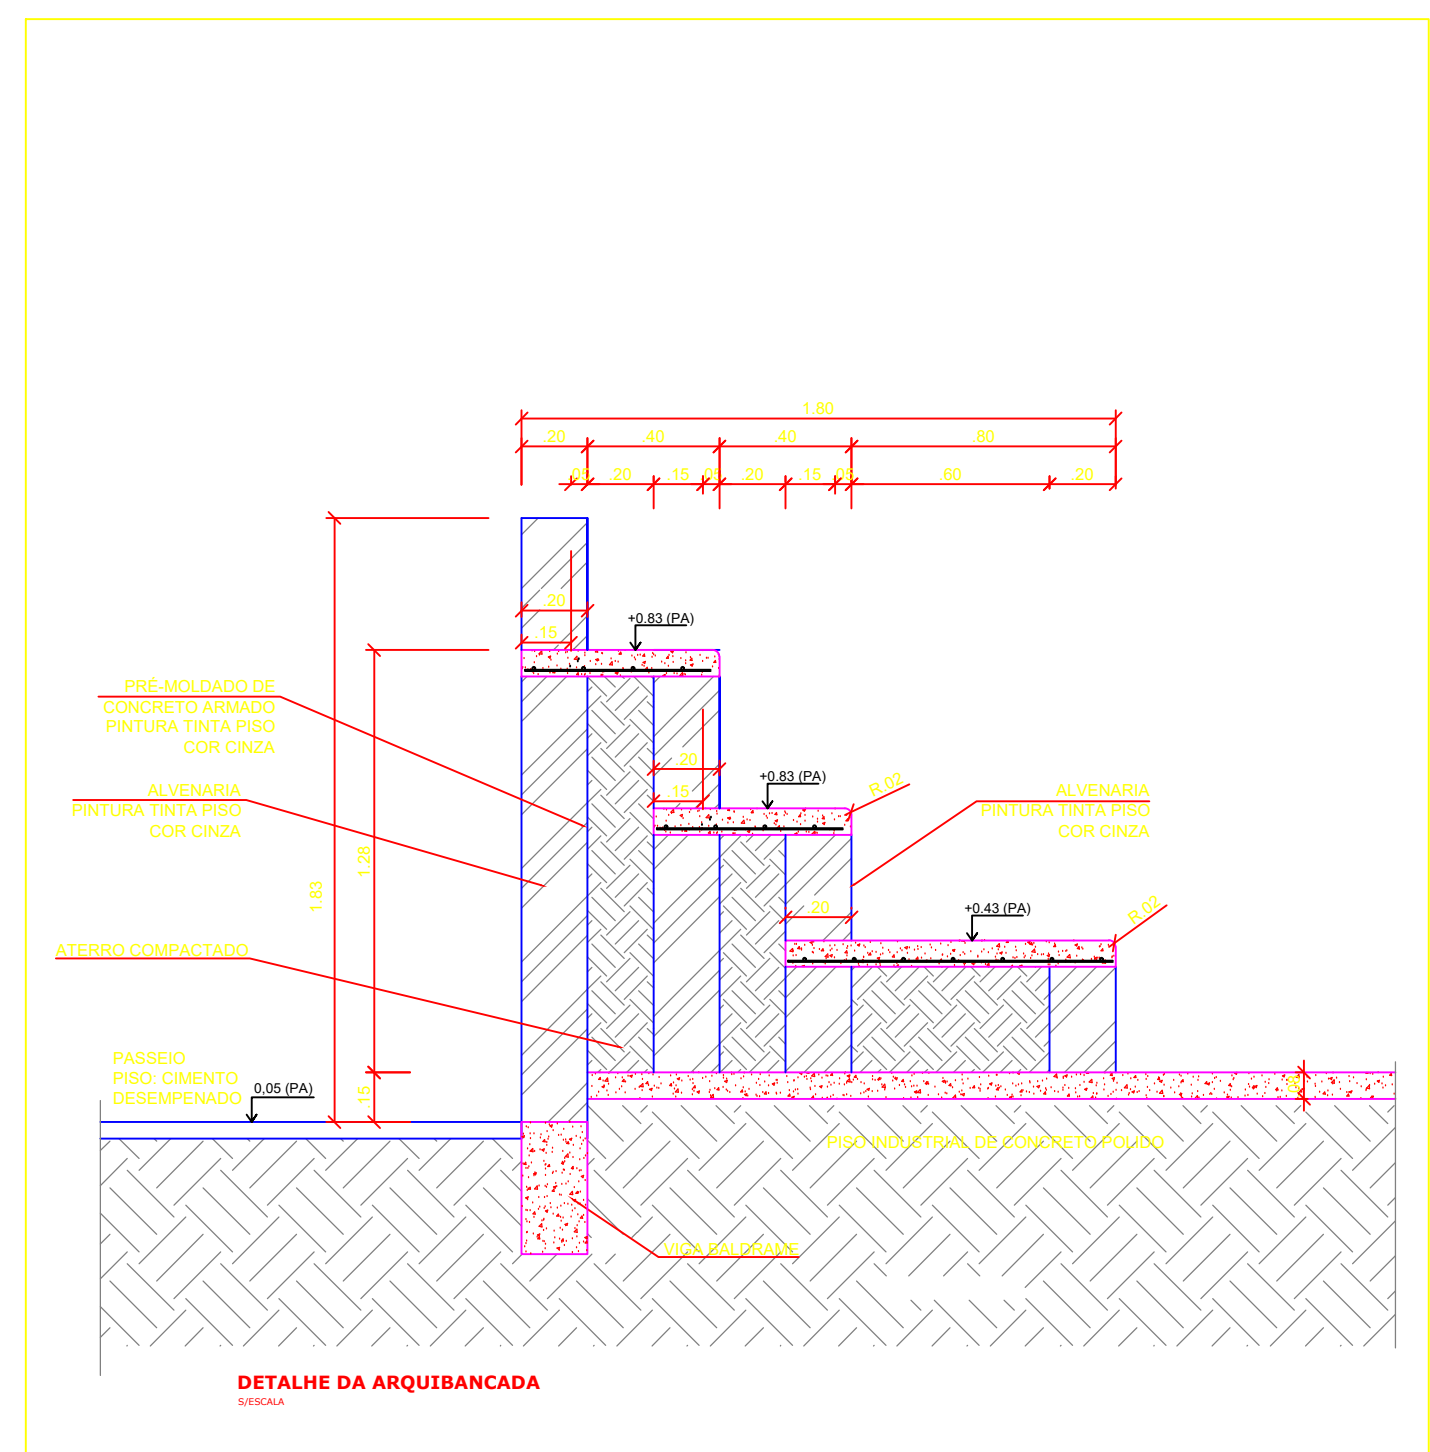 1.80
.20 .40 .40 .80
.05 .20 .15 .05 .20 .15 .05 .60 .20
.20
+0.83 (PA)
.15
PRÉ-MOLDADO DE
CONCRETO ARMADO
PINTURA TINTA PISO
COR CINZA
.20
+0.83 (PA)
.15
R.02
ALVENARIA
PINTURA TINTA PISO
COR CINZA
ALVENARIA
PINTURA TINTA PISO
COR CINZA
1.28
1.83
.20
+0.43 (PA)
R.02
ATERRO COMPACTADO
PASSEIO
PISO: CIMENTO
DESEMPENADO
0,05 (PA)
.15
.08
PISO INDUSTRIAL DE CONCRETO POLIDO
VIGA BALDRAME
DETALHE DA ARQUIBANCADA
S/ESCALA